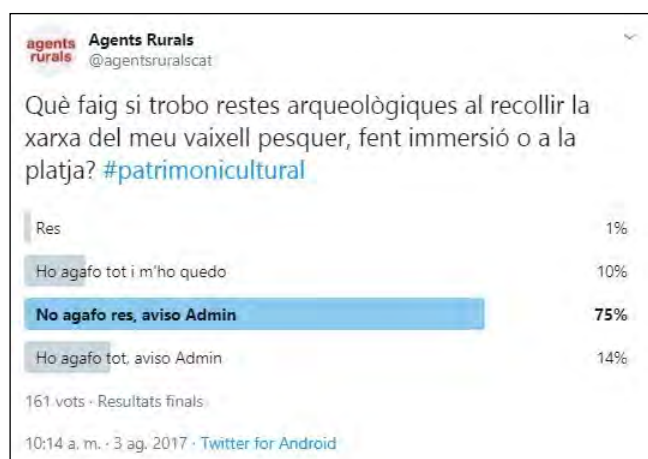 agents
rurals
Agents Rurals
@agentsruralscat
Què faig si trobo restes arqueològiques al recollir la
xarxa del meu vaixell pesquer, fent immersió o a la
platja? #patrimonicultural
Res 1%
Ho agafo tot i m'ho quedo 10%
No agafo res, aviso Admin 75%
Ho agafo tot, aviso Admin 14%
161 vots · Resultats finals
10:14 a. m. · 3 ag. 2017 · Twitter for Android